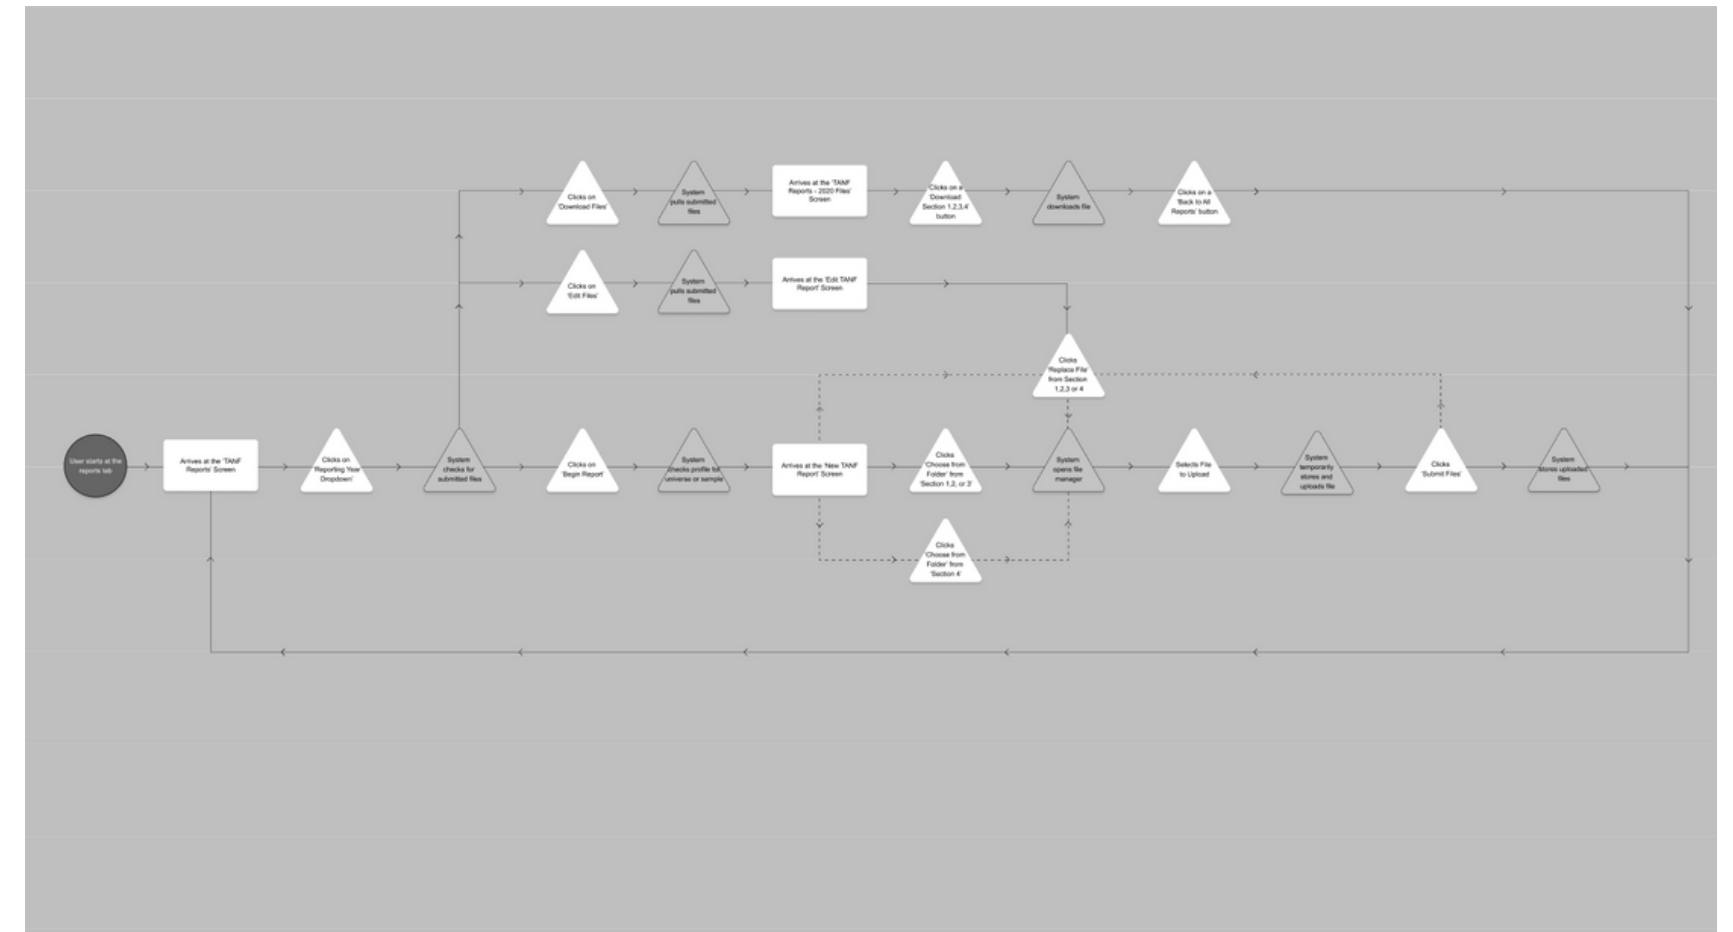 Clicks on
'Download Files'
System
pulls submitted
files
Arrives at the 'TANF
Reports - 2020 Files'
Screen
Clicks on a
'Download
Section 1,2,3,4'
button
System
downloads file
Clicks on a
'Back to All
Reports' button
Clicks on
'Edit Files'
System
pulls submitted
files
Arrives at the 'Edit TANF
Report' Screen
Clicks
'Replace File'
from Section
1,2,3 or 4
User starts at the
reports tab
Arrives at the 'TANF
Reports' Screen
Clicks on
Reporting Year
Dropdown'
System
checks for
submitted files
Clicks on
'Begin Report'
System
checks profile for
universe or sample
Arrives at the 'New TANF
Report' Screen
Clicks
'Choose from
Folder' from
'Section 1,2, or 3'
System
opens file
manager
Selects File
to Upload
System
temporarily
stores and
uploads file
Clicks
'Submit Files'
System
stores uploaded
files
Clicks
'Choose from
Folder' from
'Section 4'